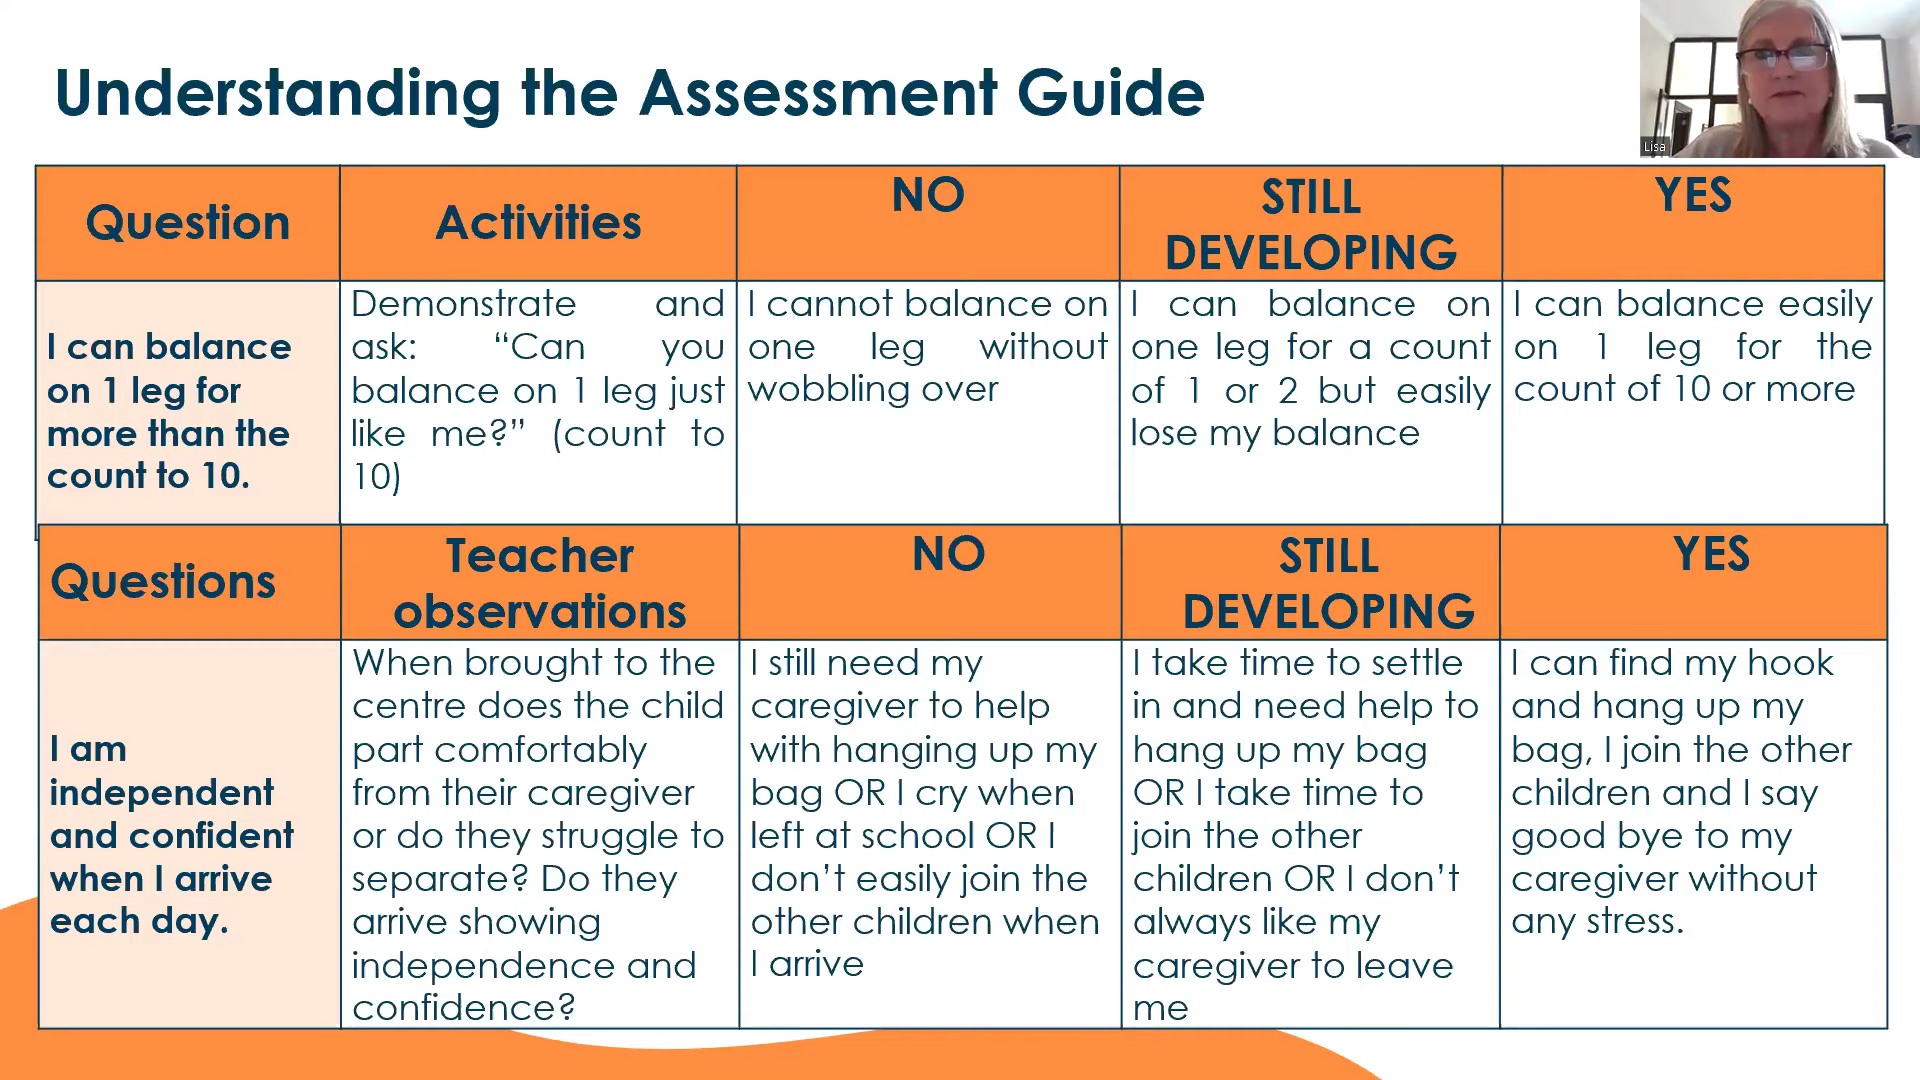 Understanding the Assessment Guide
Lisa
Question
Activities
NO
STILL
DEVELOPING
YES
I can balance
on 1 leg for
more than the
count to 10.
Demonstrate and
ask: “Can you
balance on 1 leg just
like me?” (count to
10)
I cannot balance on
one leg without
wobbling over
I can balance on
one leg for a count
of 1 or 2 but easily
lose my balance
I can balance easily
on 1 leg for the
count of 10 or more
Questions
Teacher
observations
NO
STILL
DEVELOPING
YES
I am
independent
and confident
when I arrive
each day.
When brought to the
centre does the child
part comfortably
from their caregiver
or do they struggle to
separate? Do they
arrive showing
independence and
confidence?
I still need my
caregiver to help
with hanging up my
bag OR I cry when
left at school OR I
don’t easily join the
other children when
I arrive
I take time to settle
in and need help to
hang up my bag
OR I take time to
join the other
children OR I don’t
always like my
caregiver to leave
me
I can find my hook
and hang up my
bag, I join the other
children and I say
good bye to my
caregiver without
any stress.